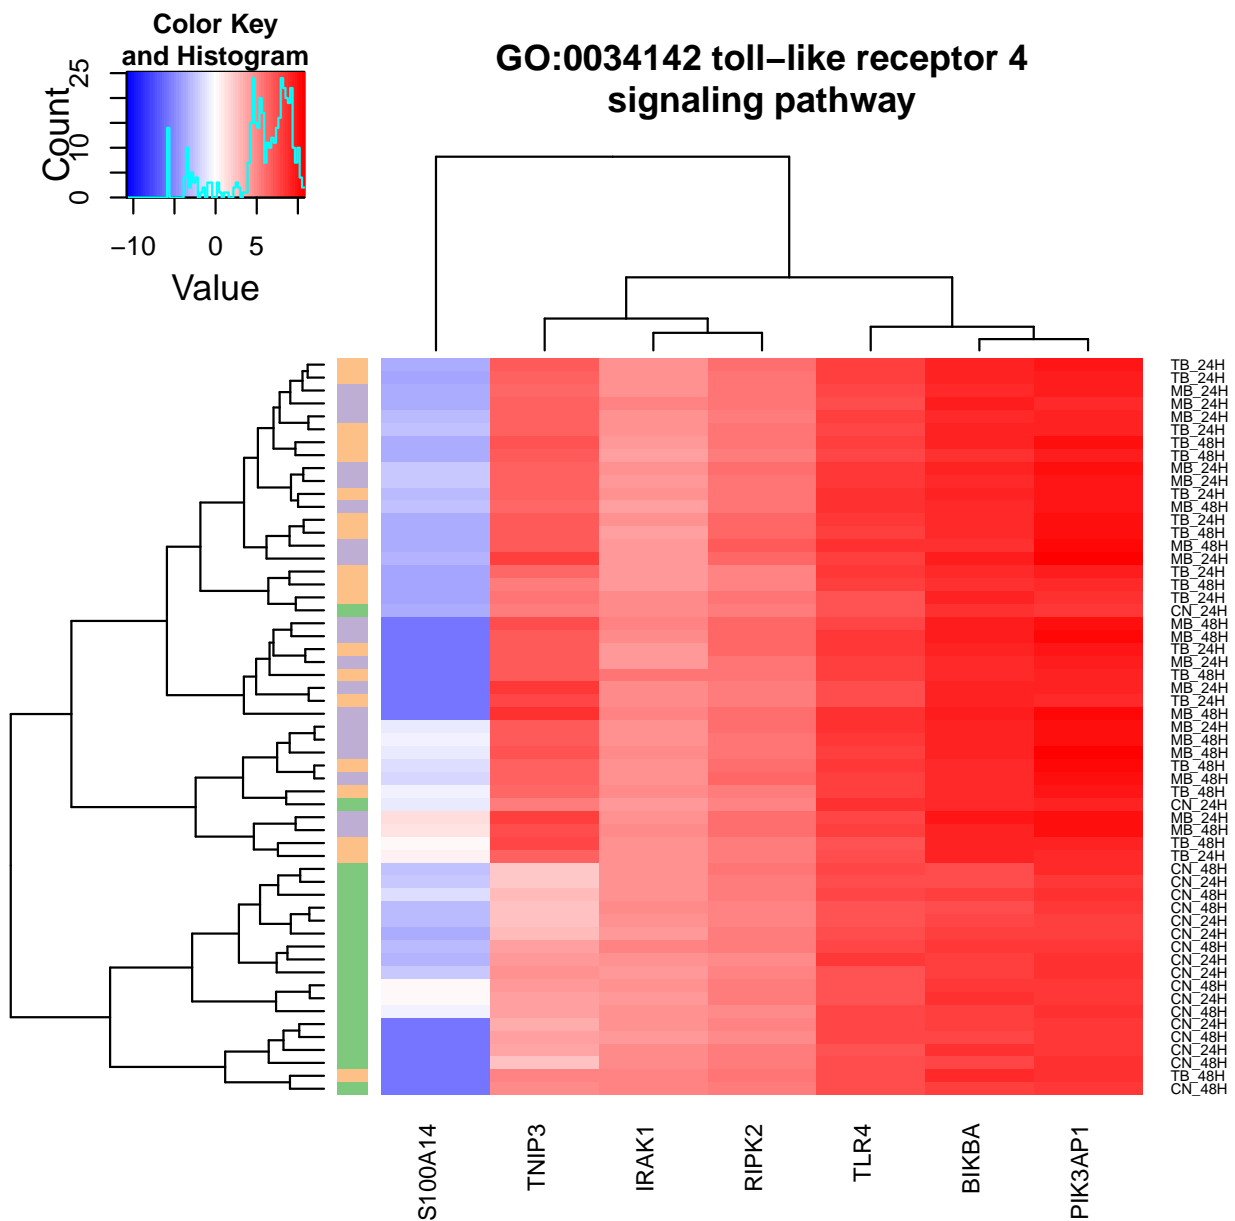 Color Key
and Histogram
GO:0034142 toll−like receptor 4
signaling pathway
Count
0 10 25
−10 0 5
Value
TB_24H
TB_24H
MB_24H
MB_24H
MB_24H
TB_24H
TB_48H
TB_48H
MB_24H
MB_24H
TB_24H
MB_48H
TB_24H
TB_48H
MB_48H
MB_24H
TB_24H
TB_48H
TB_24H
CN_24H
MB_48H
MB_48H
TB_24H
MB_24H
TB_48H
MB_24H
TB_24H
MB_48H
MB_24H
MB_48H
MB_48H
TB_48H
MB_48H
TB_48H
CN_24H
MB_24H
MB_48H
TB_48H
TB_24H
CN_48H
CN_24H
CN_48H
CN_48H
CN_24H
CN_24H
CN_48H
CN_24H
CN_24H
CN_48H
CN_24H
CN_48H
CN_24H
CN_48H
CN_24H
CN_48H
TB_48H
CN_48H
S100A14
TNIP3
IRAK1
RIPK2
TLR4
BIKBA
PIK3AP1